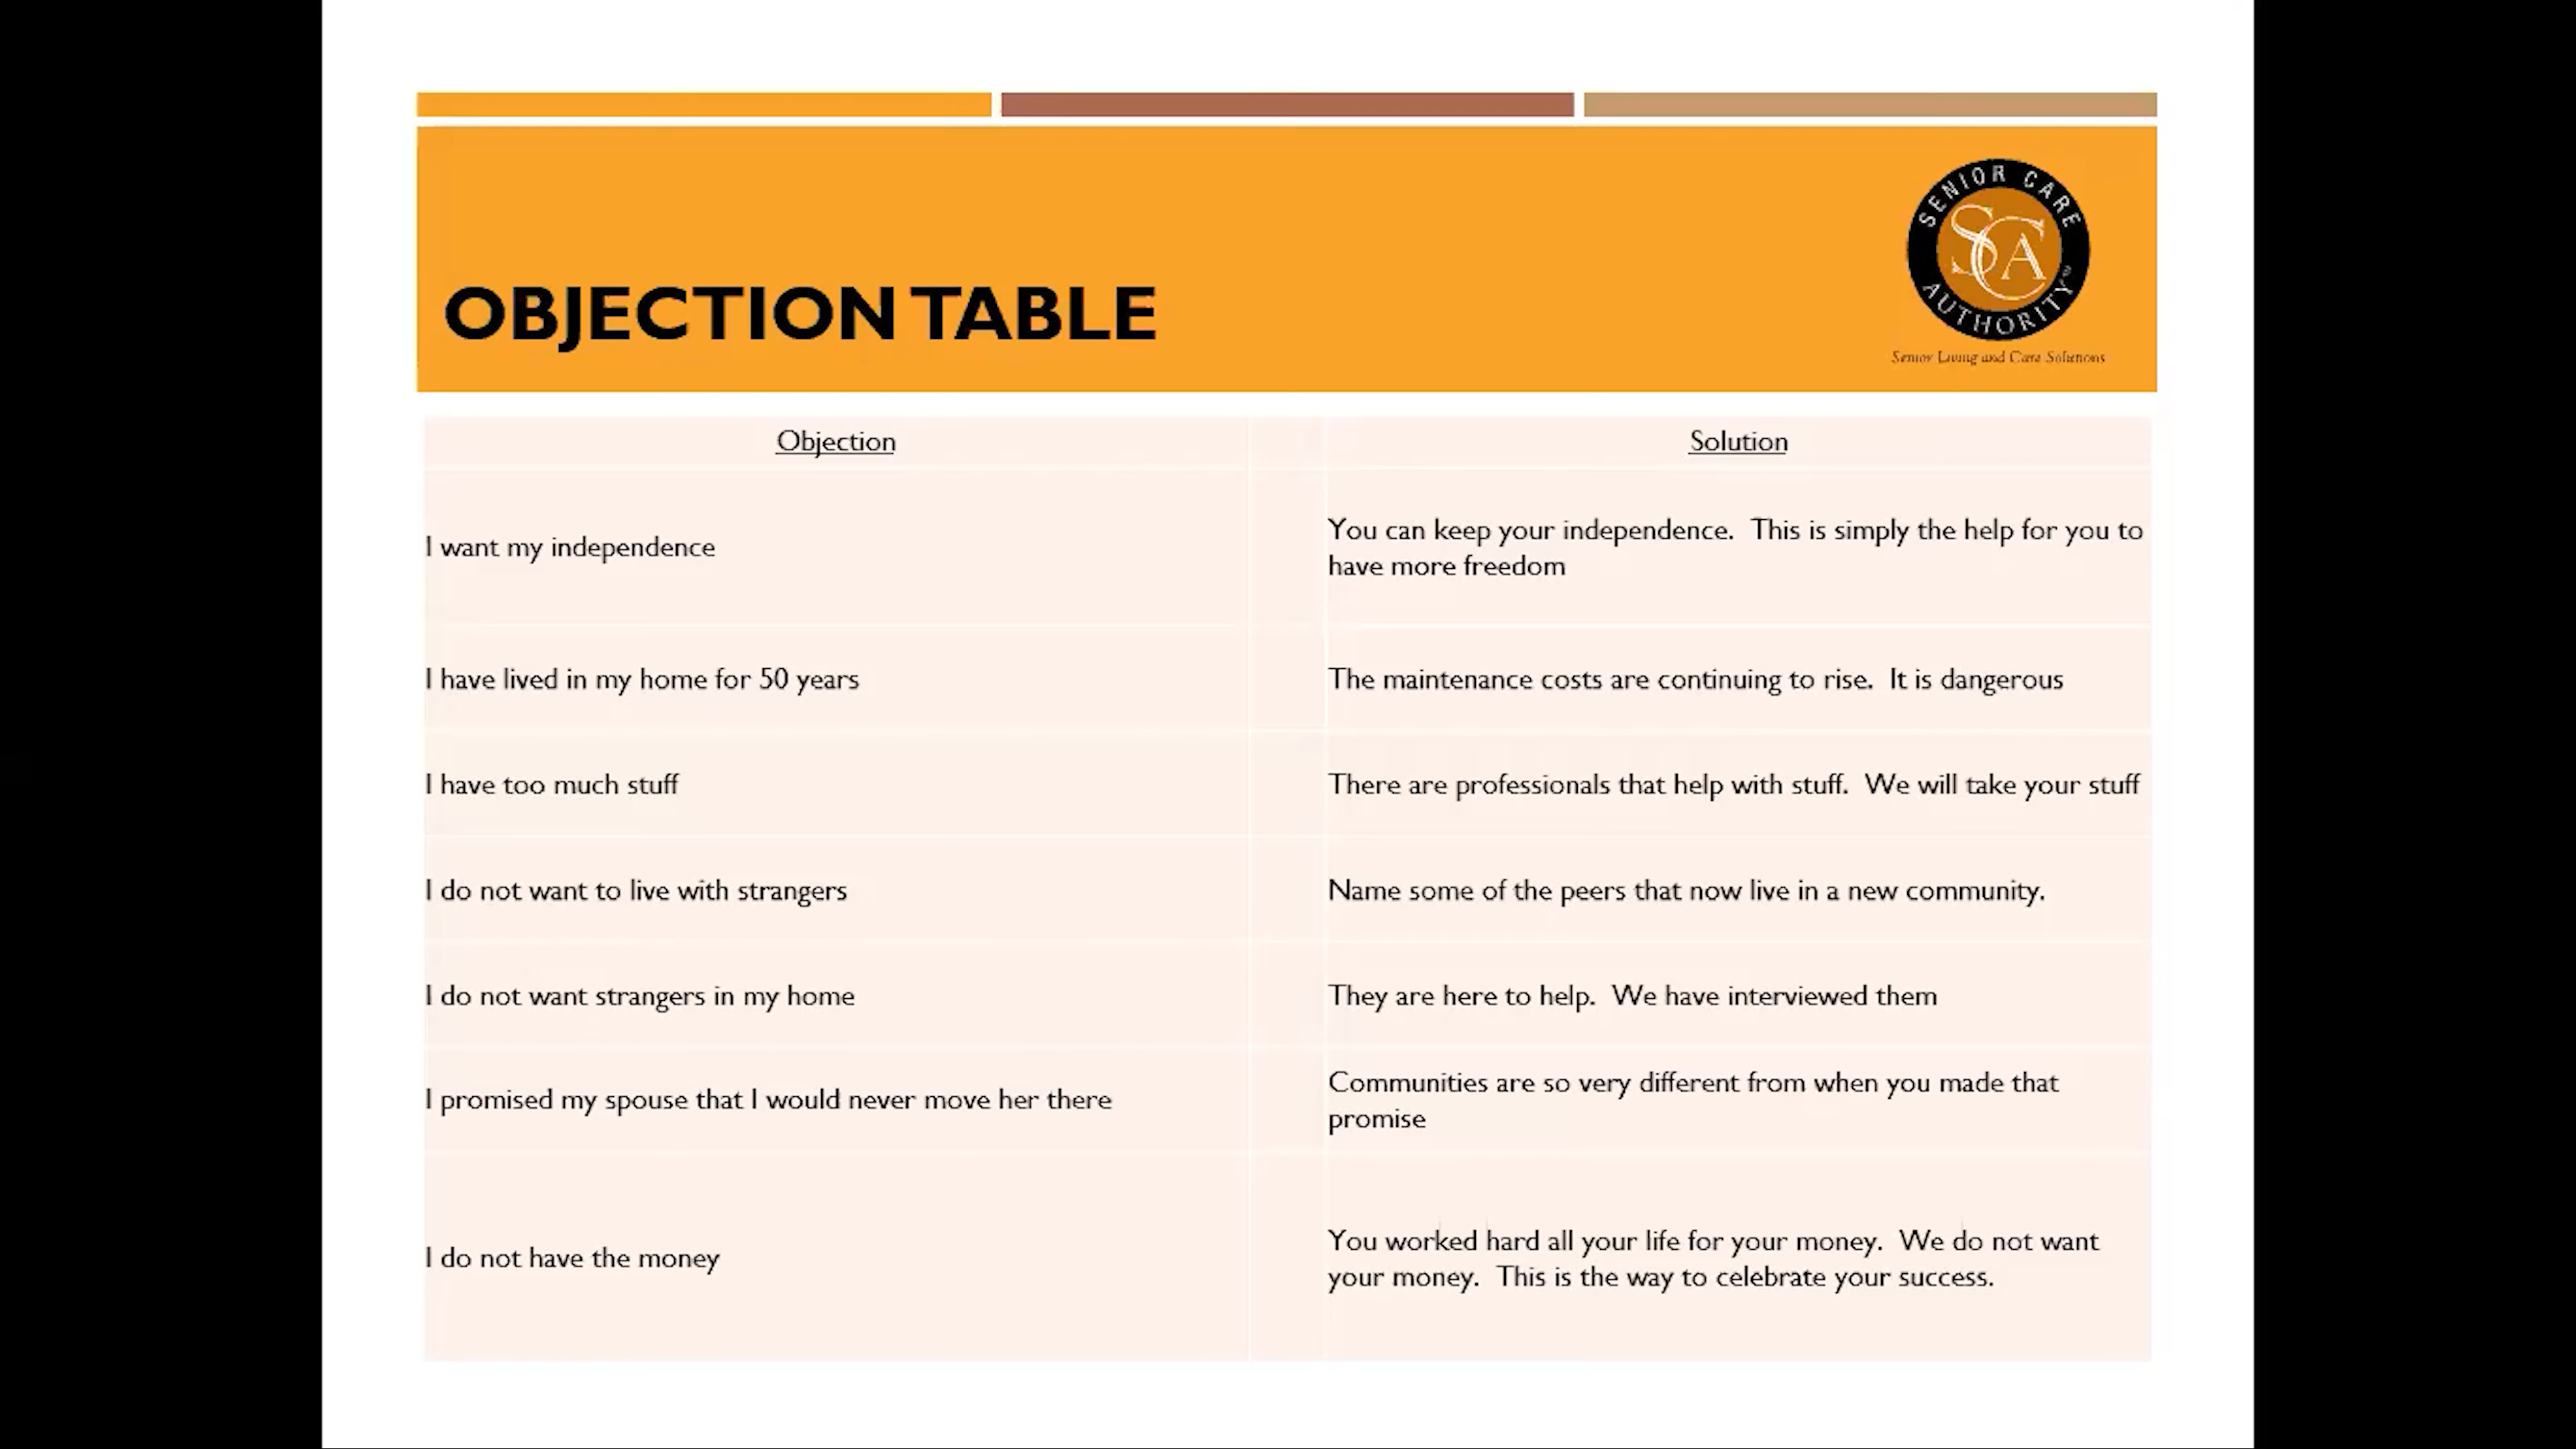 SENIOR CARE
SCA
AUTHORITY®
Senior Living and Care Solutions
OBJECTION TABLE
Objection
Solution
I want my independence
You can keep your independence.  This is simply the help for you to
have more freedom
I have lived in my home for 50 years
The maintenance costs are continuing to rise.  It is dangerous
I have too much stuff
There are professionals that help with stuff.  We will take your stuff
I do not want to live with strangers
Name some of the peers that now live in a new community.
I do not want strangers in my home
They are here to help.  We have interviewed them
I promised my spouse that I would never move her there
Communities are so very different from when you made that
promise
I do not have the money
You worked hard all your life for your money.  We do not want
your money.  This is the way to celebrate your success.